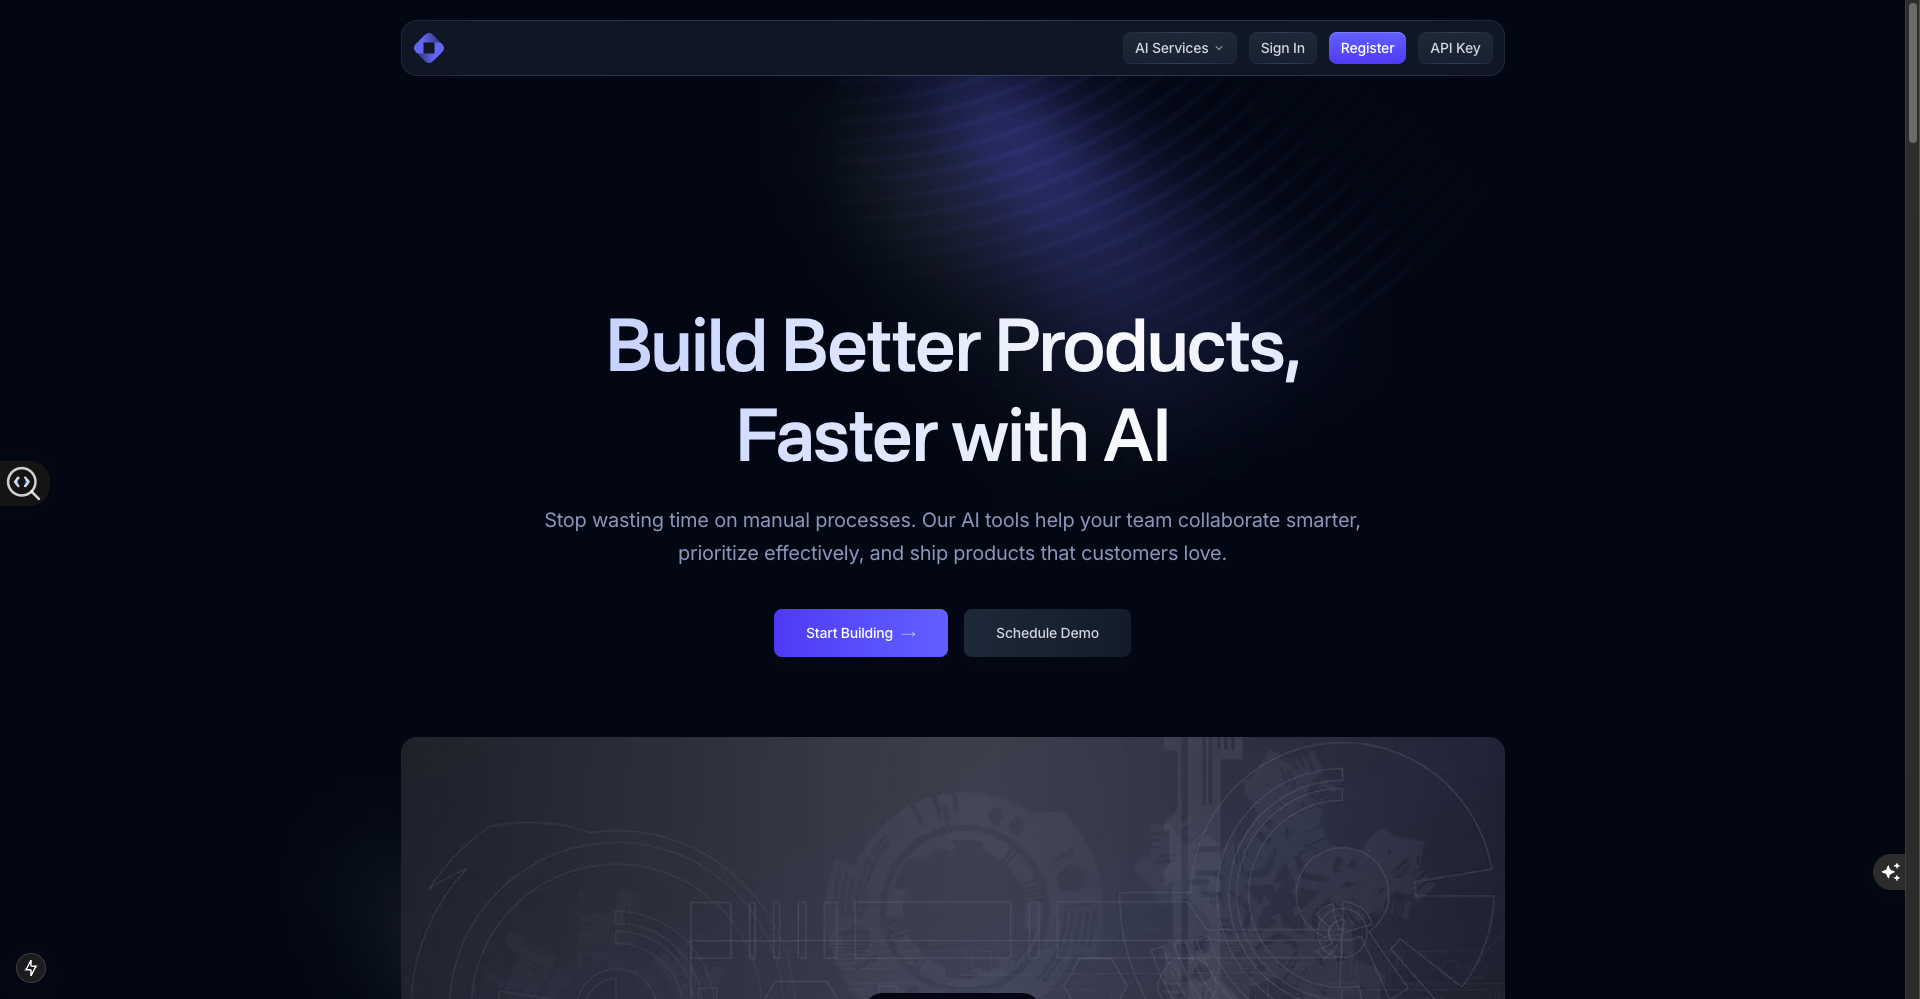 AI Services
Sign In
Register
API Key
Build Better Products,
Faster with AI
Stop wasting time on manual processes. Our AI tools help your team collaborate smarter,
prioritize effectively, and ship products that customers love.
Start Building →
Schedule Demo